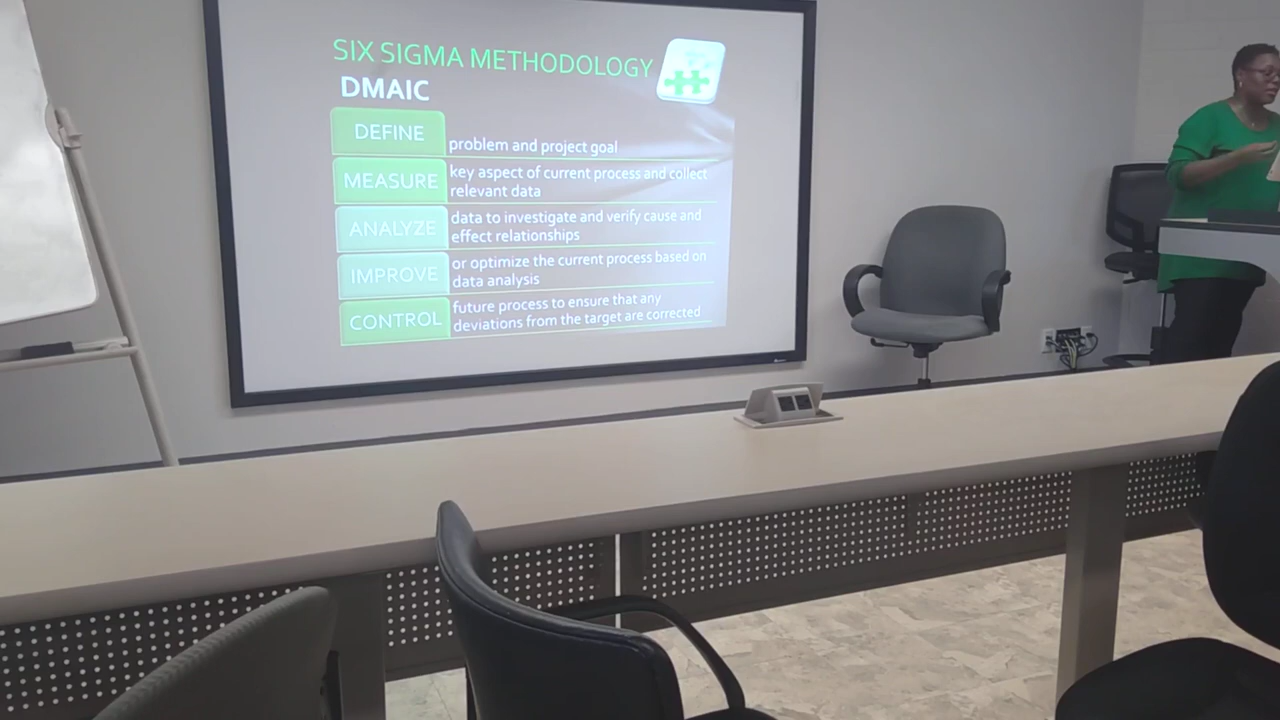 SIX SIGMA METHODOLOGY
DMAIC
DEFINE problem and project goal
MEASURE key aspect of current process and collect
relevant data
ANALYZE data to investigate and verify cause and
effect relationships
IMPROVE or optimize the current process based on
data analysis
CONTROL future process to ensure that any
deviations from the target are corrected